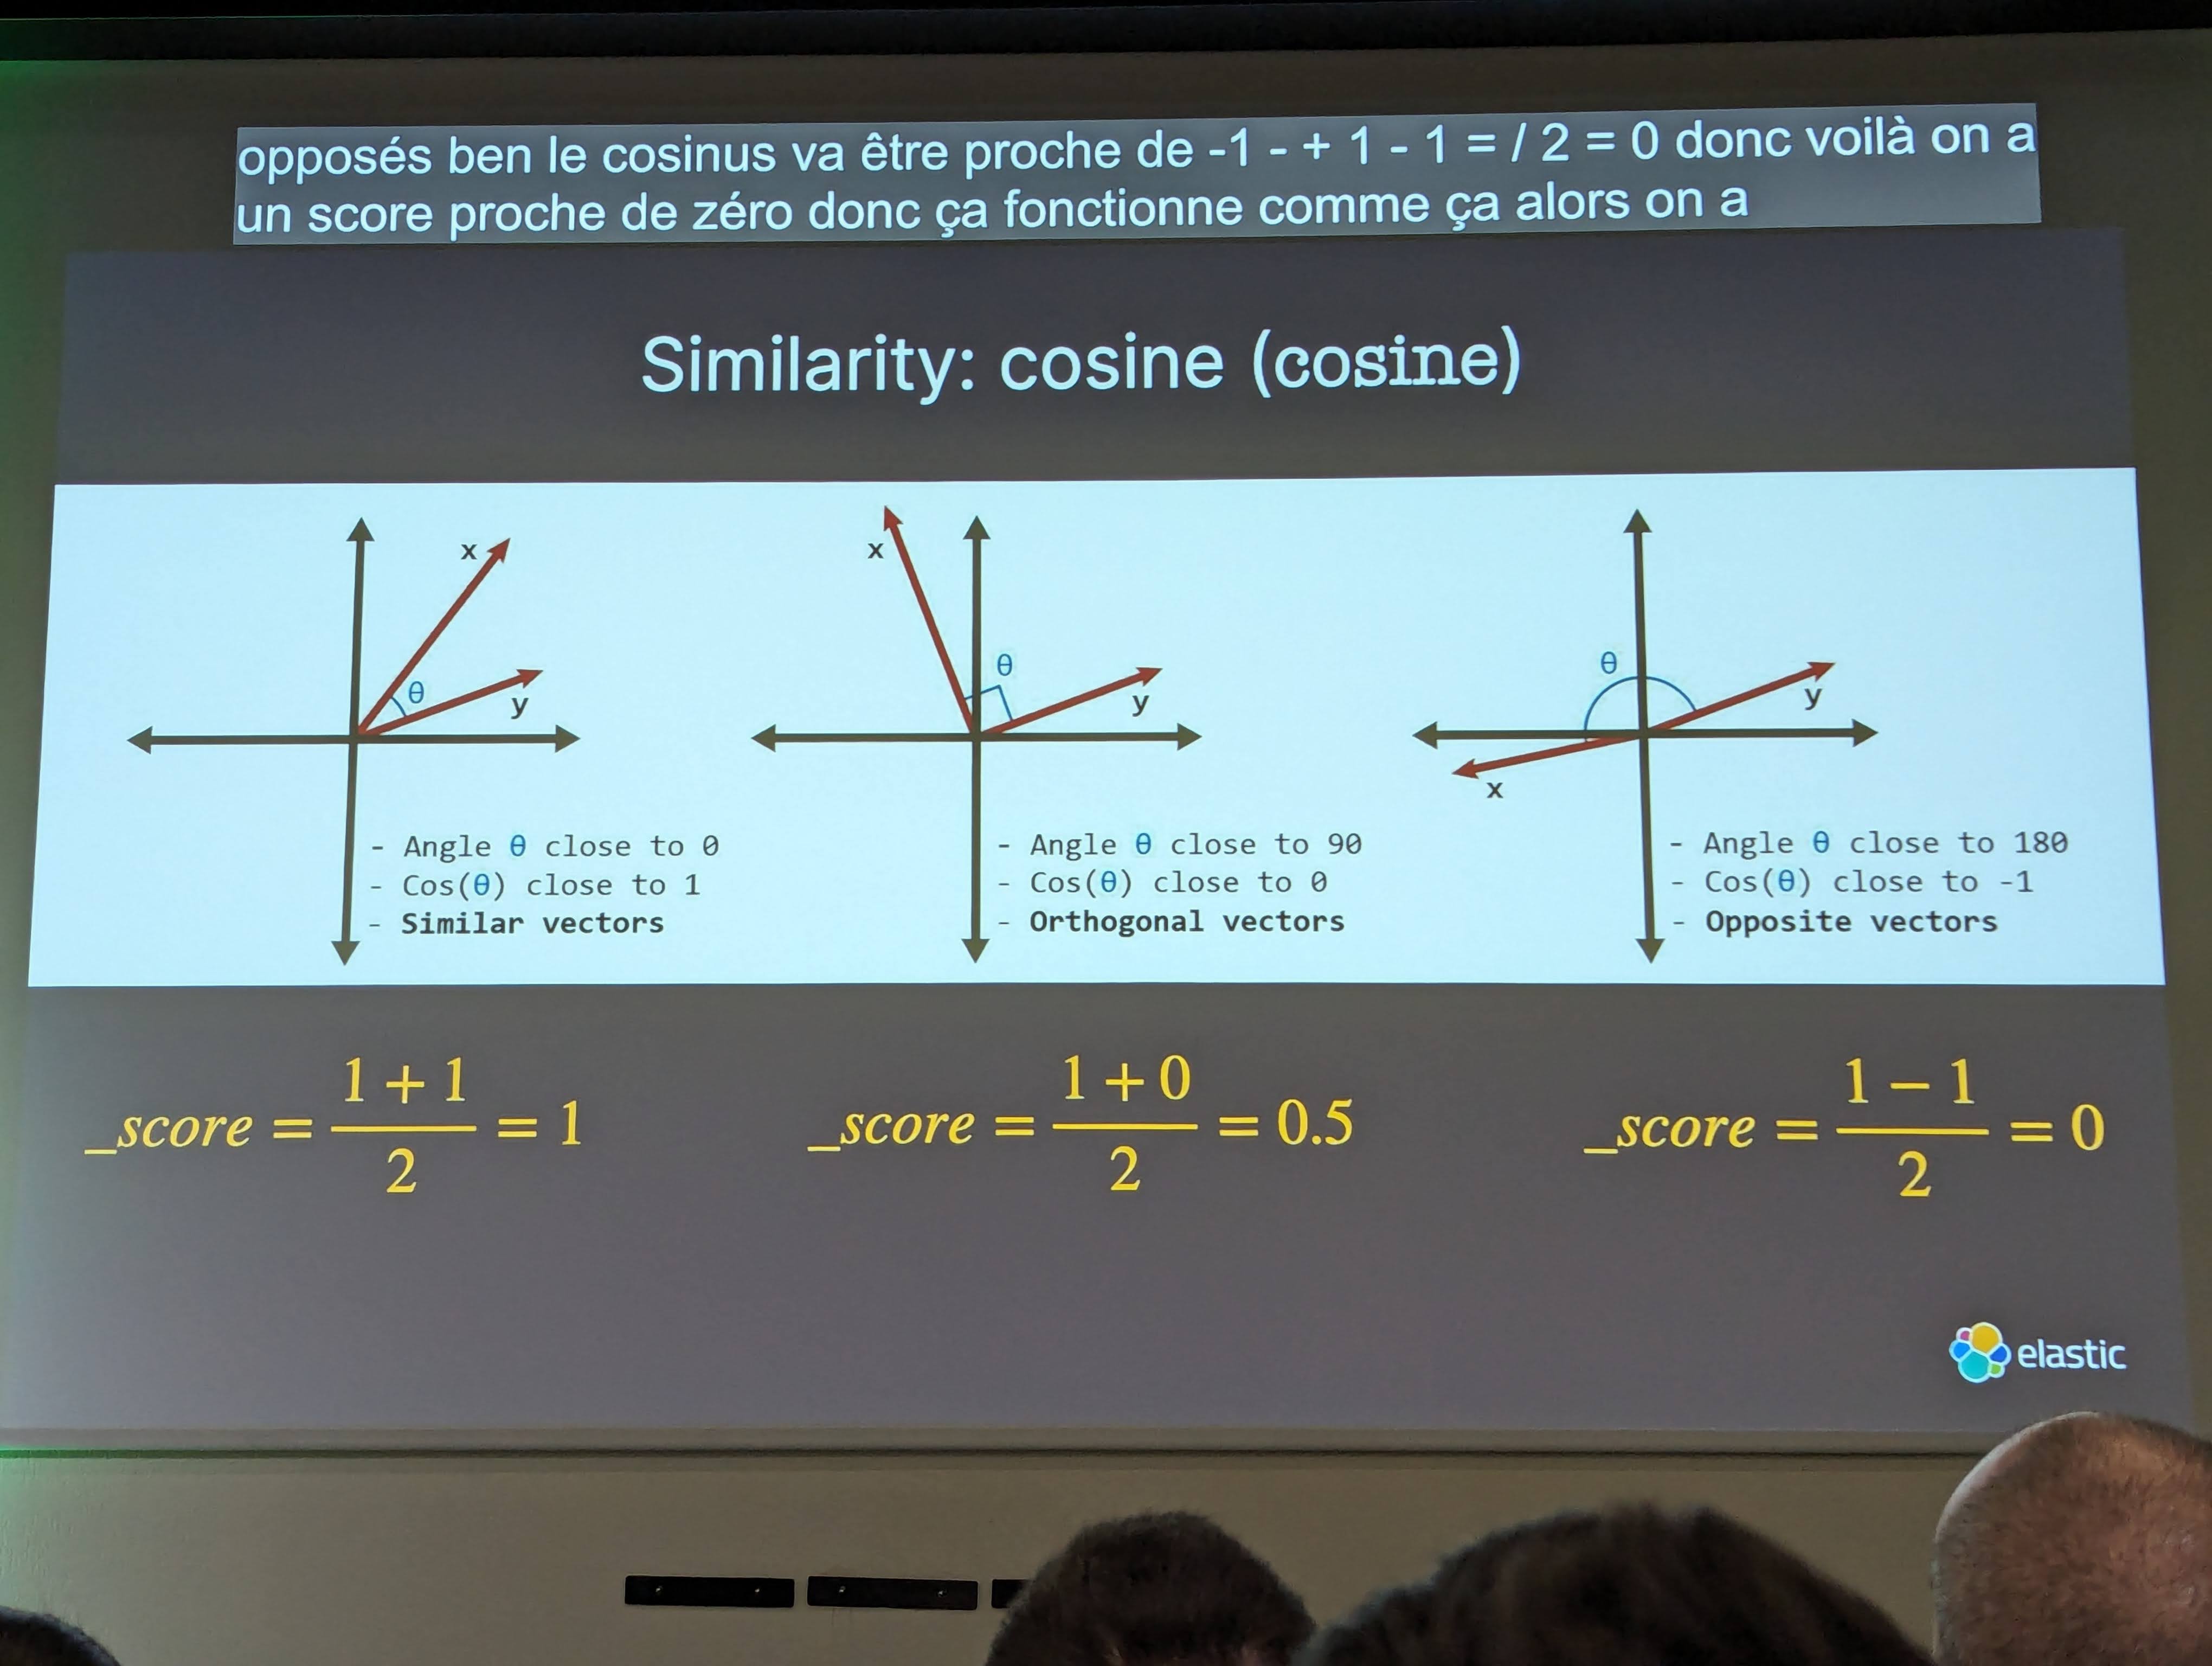 opposés ben le cosinus va être proche de -1 - + 1 - 1 = / 2 = 0 donc voilà on a
un score proche de zéro donc ça fonctionne comme ça alors on a
Similarity: cosine (cosine)
x
θ
y
- Angle θ close to 0
- Cos(θ) close to 1
- Similar vectors
x
θ
y
- Angle θ close to 90
- Cos(θ) close to 0
- Orthogonal vectors
θ
y
x
- Angle θ close to 180
- Cos(θ) close to -1
- Opposite vectors
_score = \frac{1 + 1}{2} = 1
_score = \frac{1 + 0}{2} = 0.5
_score = \frac{1 − 1}{2} = 0
elastic